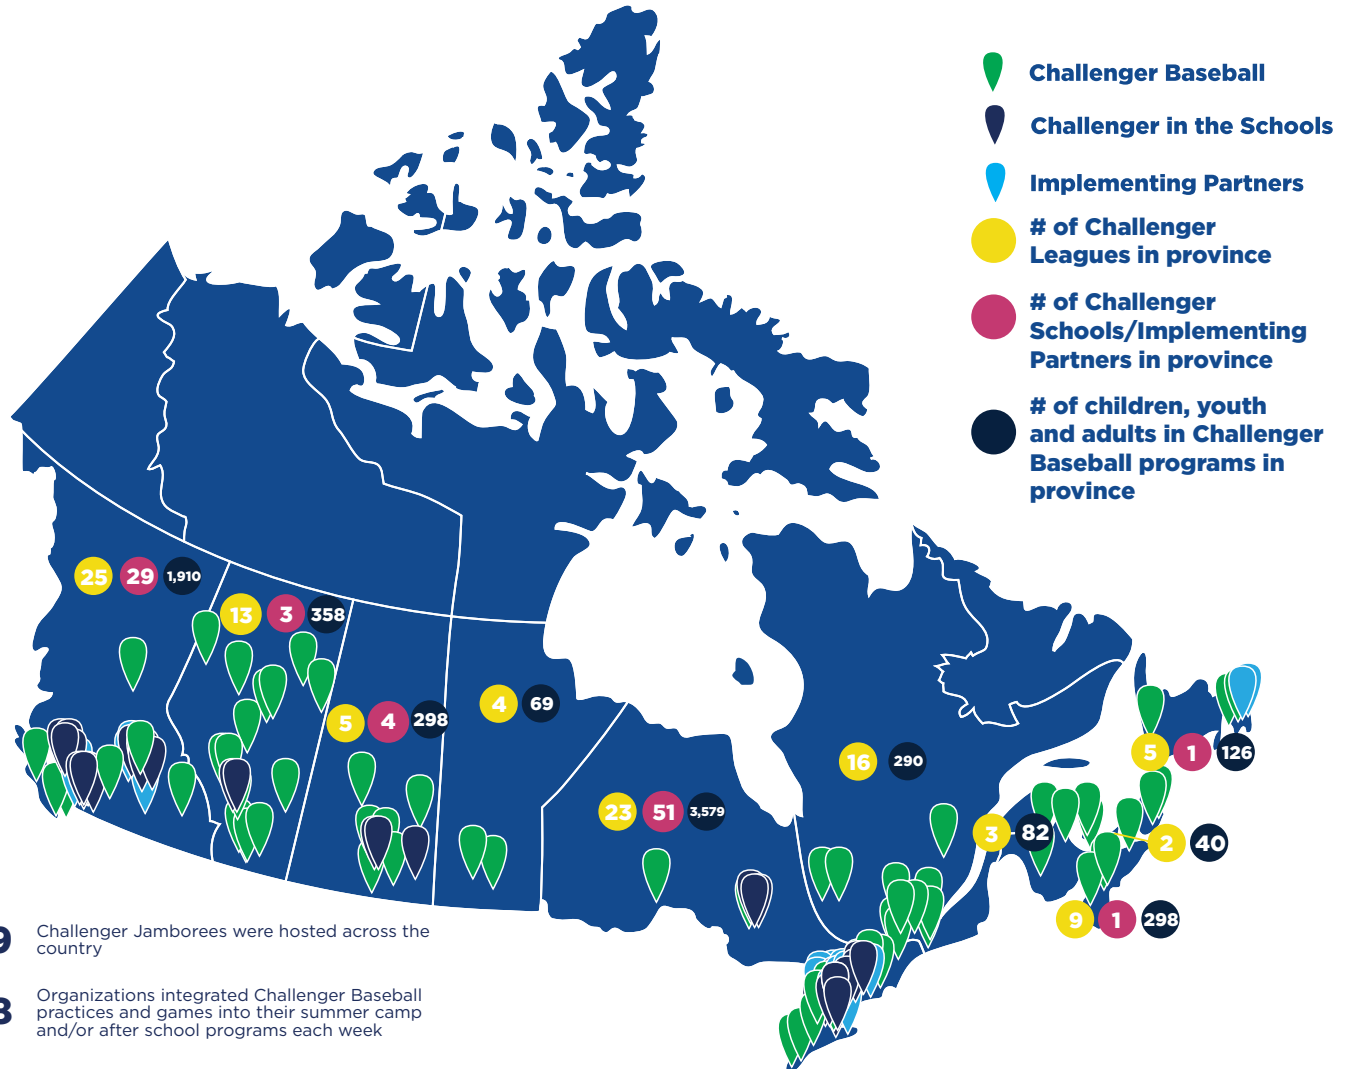 Challenger Baseball
Challenger in the Schools
Implementing Partners
# of Challenger
Leagues in province
# of Challenger
Schools/Implementing
Partners in province
# of children, youth
and adults in Challenger
Baseball programs in
province
25 29 1,910
13 3 358
5 4 298
4 69
16 290
23 51 3,579
5 1 126
3 82
2 40
9 1 298
9 Challenger Jamborees were hosted across the
country
Organizations integrated Challenger Baseball
practices and games into their summer camp
and/or after school programs each week